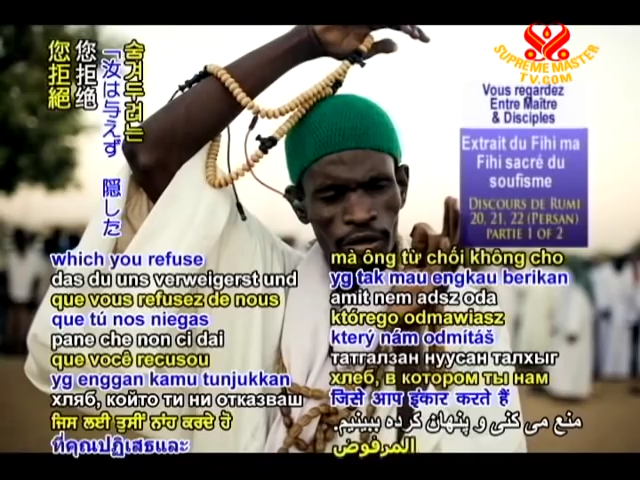 SUPREME MASTER
TV.COM
Vous regardez
Entre Maître
& Disciples
Extrait du Fihi ma
Fihi sacré du
soufisme
DISCOURS DE RUMI
20, 21, 22 (PERSAN)
PARTIE 1 OF 2
숨겨두려는
「汝は与えず 隠した
您拒绝
您拒絕
which you refuse
das du uns verweigerst und
que vous refusez de nous
que tú nos niegas
pane che non ci dai
que você recusou
yg enggan kamu tunjukkan
хляб, който ти ни отказваш
ਜਿਸ ਲਈ ਤੁਸੀਂ ਨਾਂਹ ਕਰਦੇ ਹੋ
ที่คุณปฏิเสธและ
mà ông từ chối không cho
yg tak mau engkau berikan
amit nem adsz oda
którego odmawiasz
který nám odmítáš
татгалзан нуусан талхыг
хлеб, в котором ты нам
जिसे आप इंकार करते हैं
منع می کنی و پنهان کرده ببینیم.
المرفوض